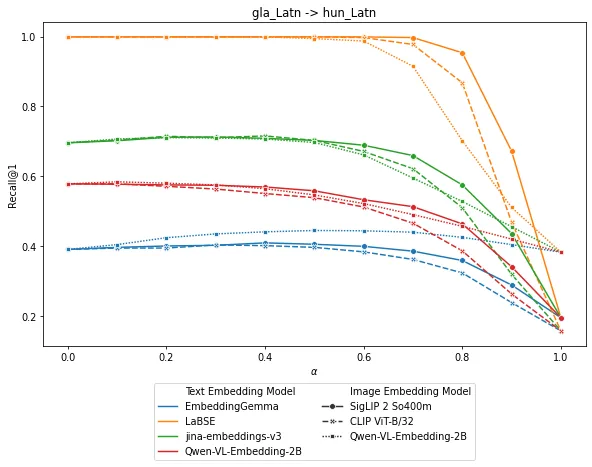 gla_Latn -> hun_Latn
1.0
0.8
0.6
0.4
0.2
Recall@1
0.0 0.2 0.4 0.6 0.8 1.0
α
Text Embedding Model Image Embedding Model
EmbeddingGemma SigLIP 2 So400m
LaBSE CLIP ViT-B/32
jina-embeddings-v3 Qwen-VL-Embedding-2B
Qwen-VL-Embedding-2B